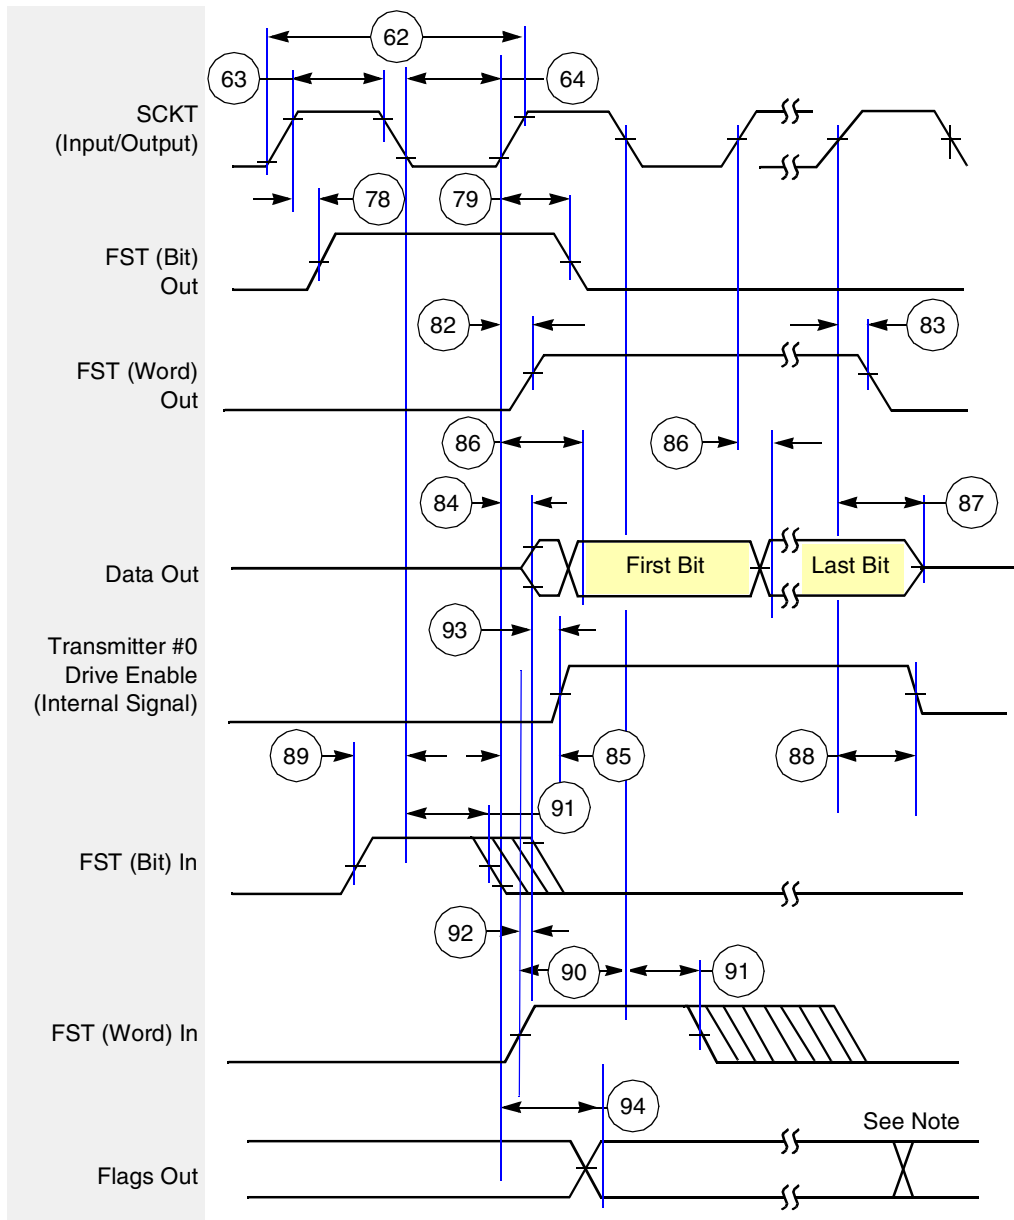 62
63
64
SCKT
(Input/Output)
78
79
FST (Bit)
Out
82
83
FST (Word)
Out
86
86
84
87
First Bit
Last Bit
Data Out
93
Transmitter #0
Drive Enable
(Internal Signal)
89
85
88
91
FST (Bit) In
92
90
91
FST (Word) In
94
See Note
Flags Out